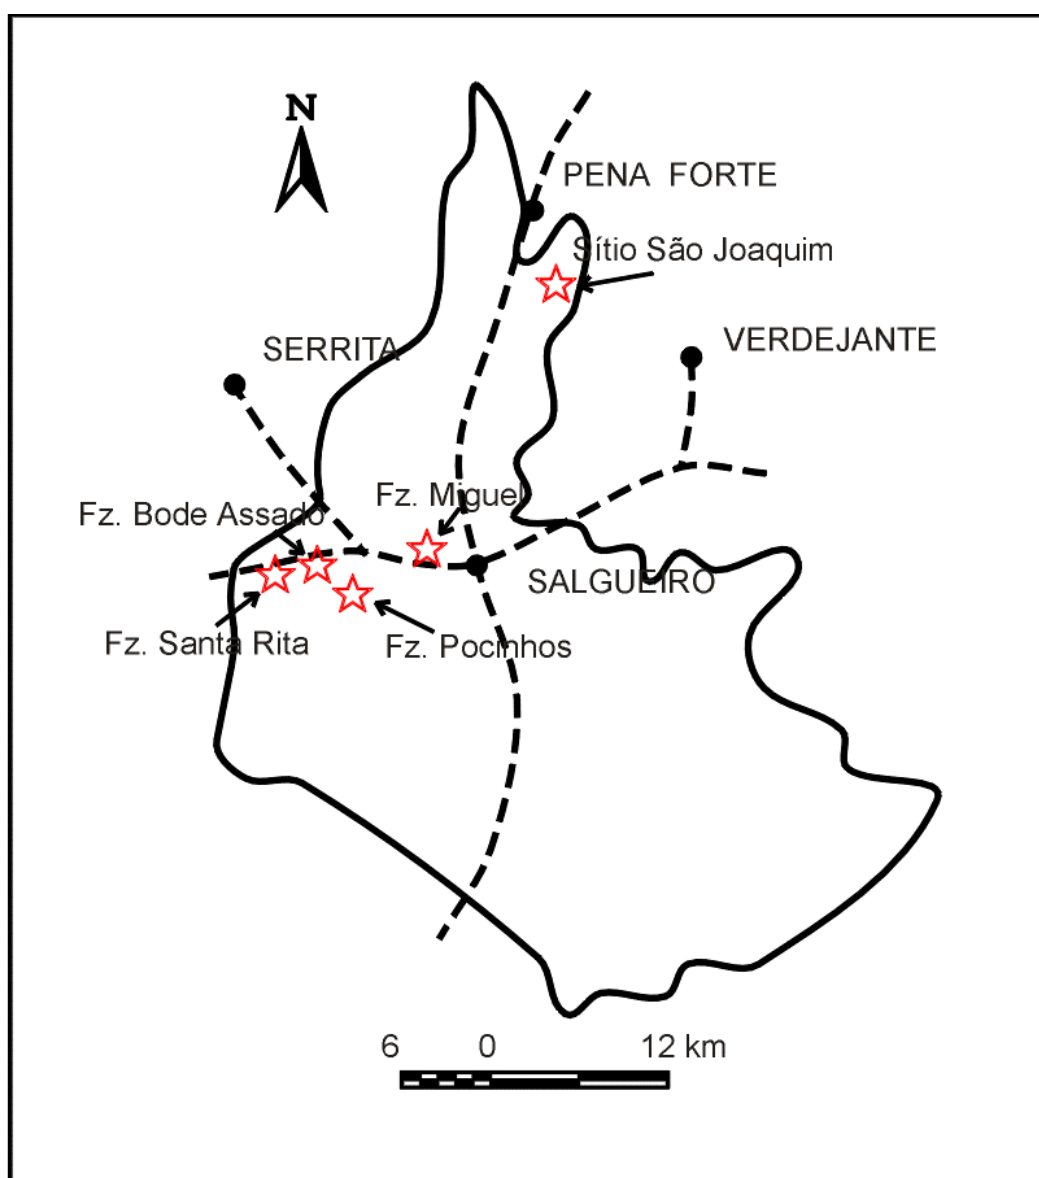 N
PENA FORTE
Sítio São Joaquim
VERDEJANTE
SERRITA
Fz. Miguel
Fz. Bode Assado
SALGUEIRO
Fz. Santa Rita
Fz. Pocinhos
6 0 12 km